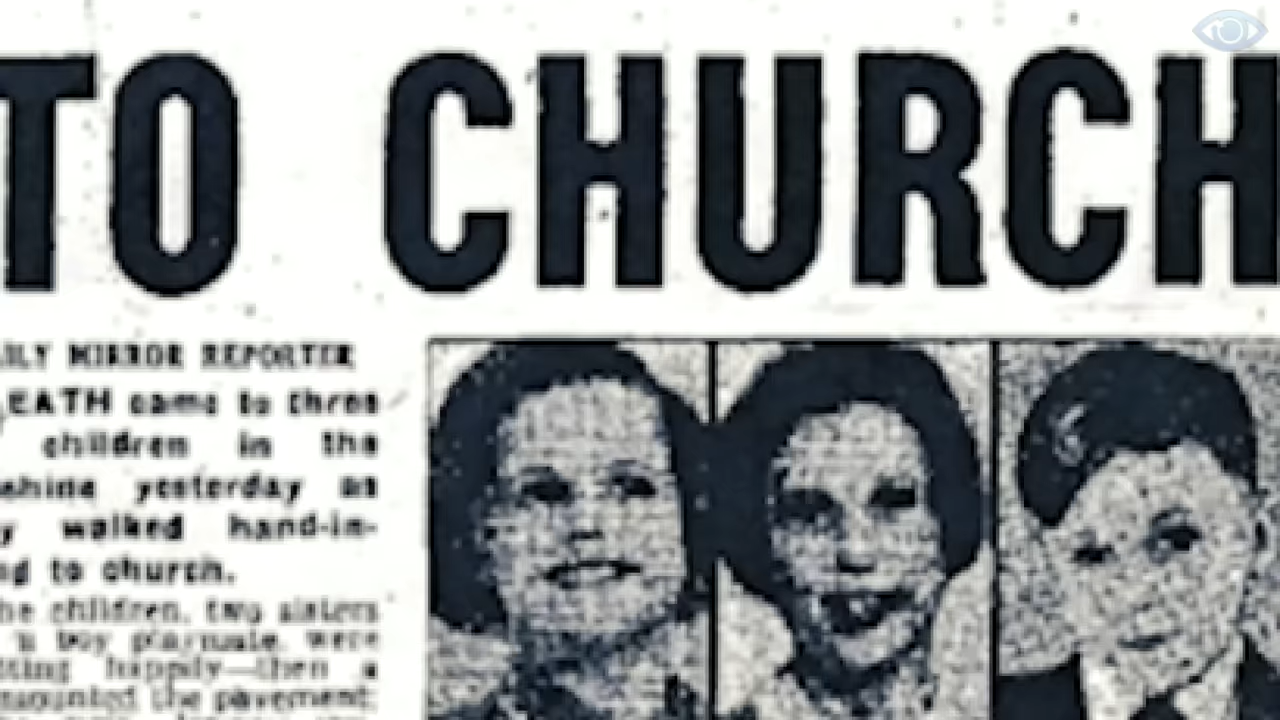 TO CHURCH
ILY MIRROR REPORTER
EATH came to three
children in the
yesterday as
walked hand-in-
to church.
children, two sisters
boy playmate, were
happily—then a
mounted the pavement